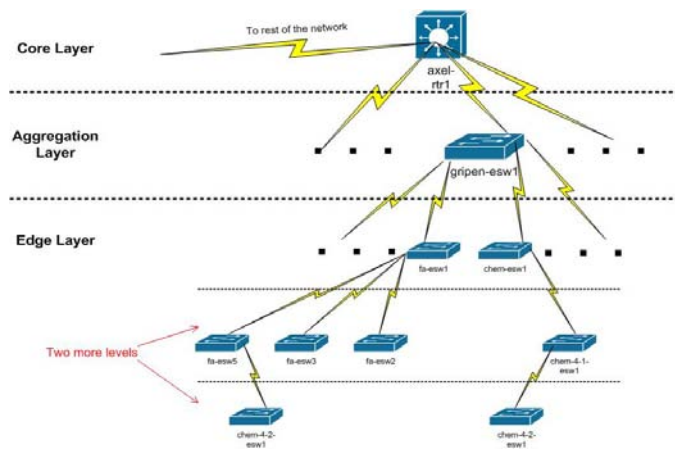 To rest of the network
Core Layer
axel-
rtr1
Aggregation
Layer
gripen-esw1
Edge Layer
fa-esw1
chem-esw1
Two more levels
fa-esw5
fa-esw3
fa-esw2
chem-4-1-
esw1
chem-4-2-
esw1
chem-4-2-
esw1